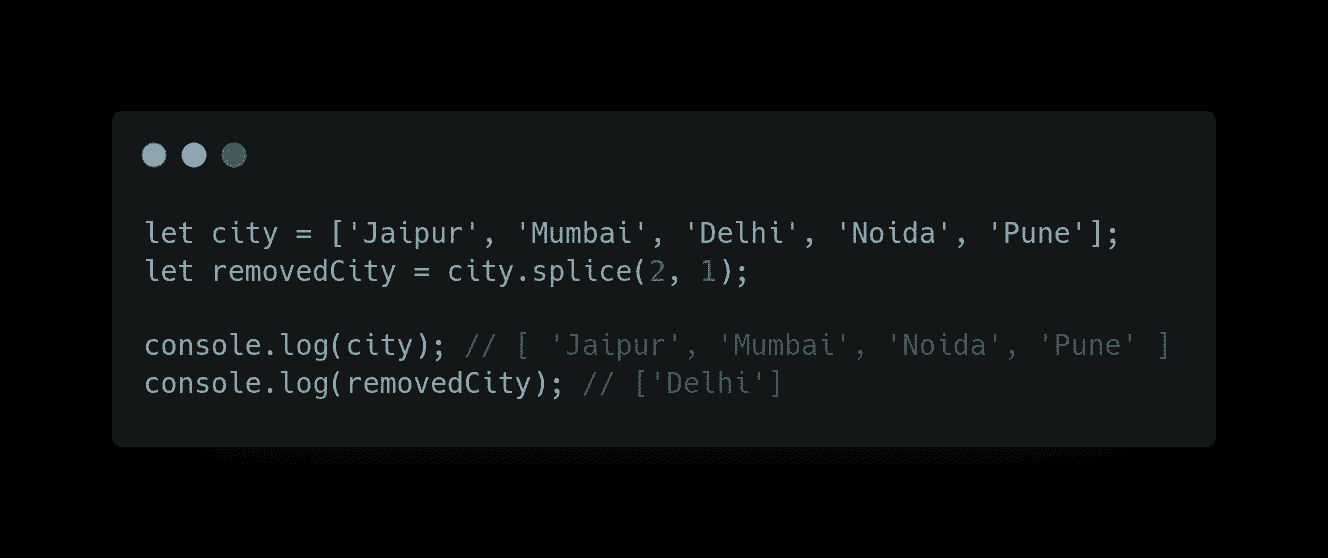 let city = ['Jaipur', 'Mumbai', 'Delhi', 'Noida', 'Pune'];
let removedCity = city.splice(2, 1);
console.log(city); // [ 'Jaipur', 'Mumbai', 'Noida', 'Pune' ]
console.log(removedCity); // ['Delhi']